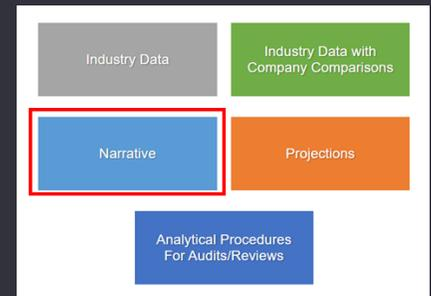 Industry Data
Industry Data with
Company Comparisons
Narrative
Projections
Analytical Procedures
For Audits/Reviews